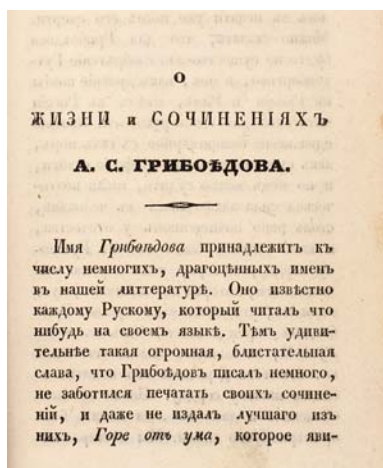 О
ЖИЗНИ и СОЧИНЕНІЯХЪ
А. С. ГРИБОѢДОВА.
Имя Грибоѣдова принадлежитъ къ
числу немногихъ, драгоцѣнныхъ именъ
въ нашей литтературѣ. Оно извѣстно
каждому Рускому, который читалъ что
нибудь на своемъ языкѣ. Тѣмъ удиви-
тельнѣе такая огромная, блистательная
слава, что Грибоѣдовъ писалъ немного,
не заботился печатать своихъ сочине-
ній, и даже не издалъ лучшаго изъ
нихъ, Горе отъ ума, которое яви-